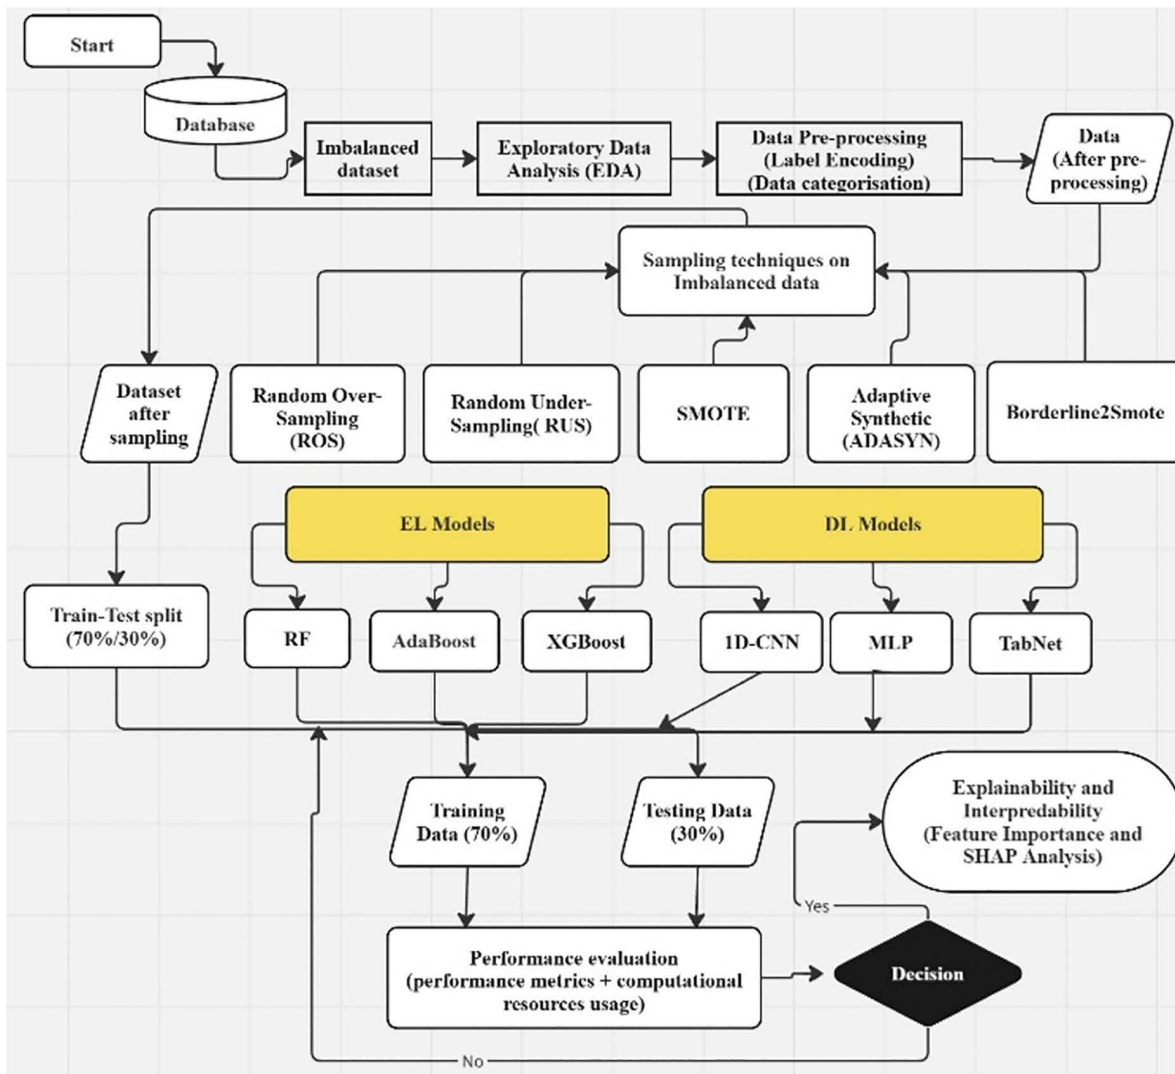 Start
Database
Imbalanced
dataset
Exploratory Data
Analysis (EDA)
Data Pre-processing
(Label Encoding)
(Data categorisation)
Data
(After pre-
processing)
Sampling techniques on
Imbalanced data
Dataset
after
sampling
Random Over-
Sampling
(ROS)
Random Under-
Sampling( RUS)
SMOTE
Adaptive
Synthetic
(ADASYN)
Borderline2Smote
EL Models
DL Models
Train-Test split
(70%/30%)
RF
AdaBoost
XGBoost
1D-CNN
MLP
TabNet
Training
Data (70%)
Testing Data
(30%)
Explainability and
Interpredability
(Feature Importance and
SHAP Analysis)
Yes
Performance evaluation
(performance metrics + computational
resources usage)
Decision
No